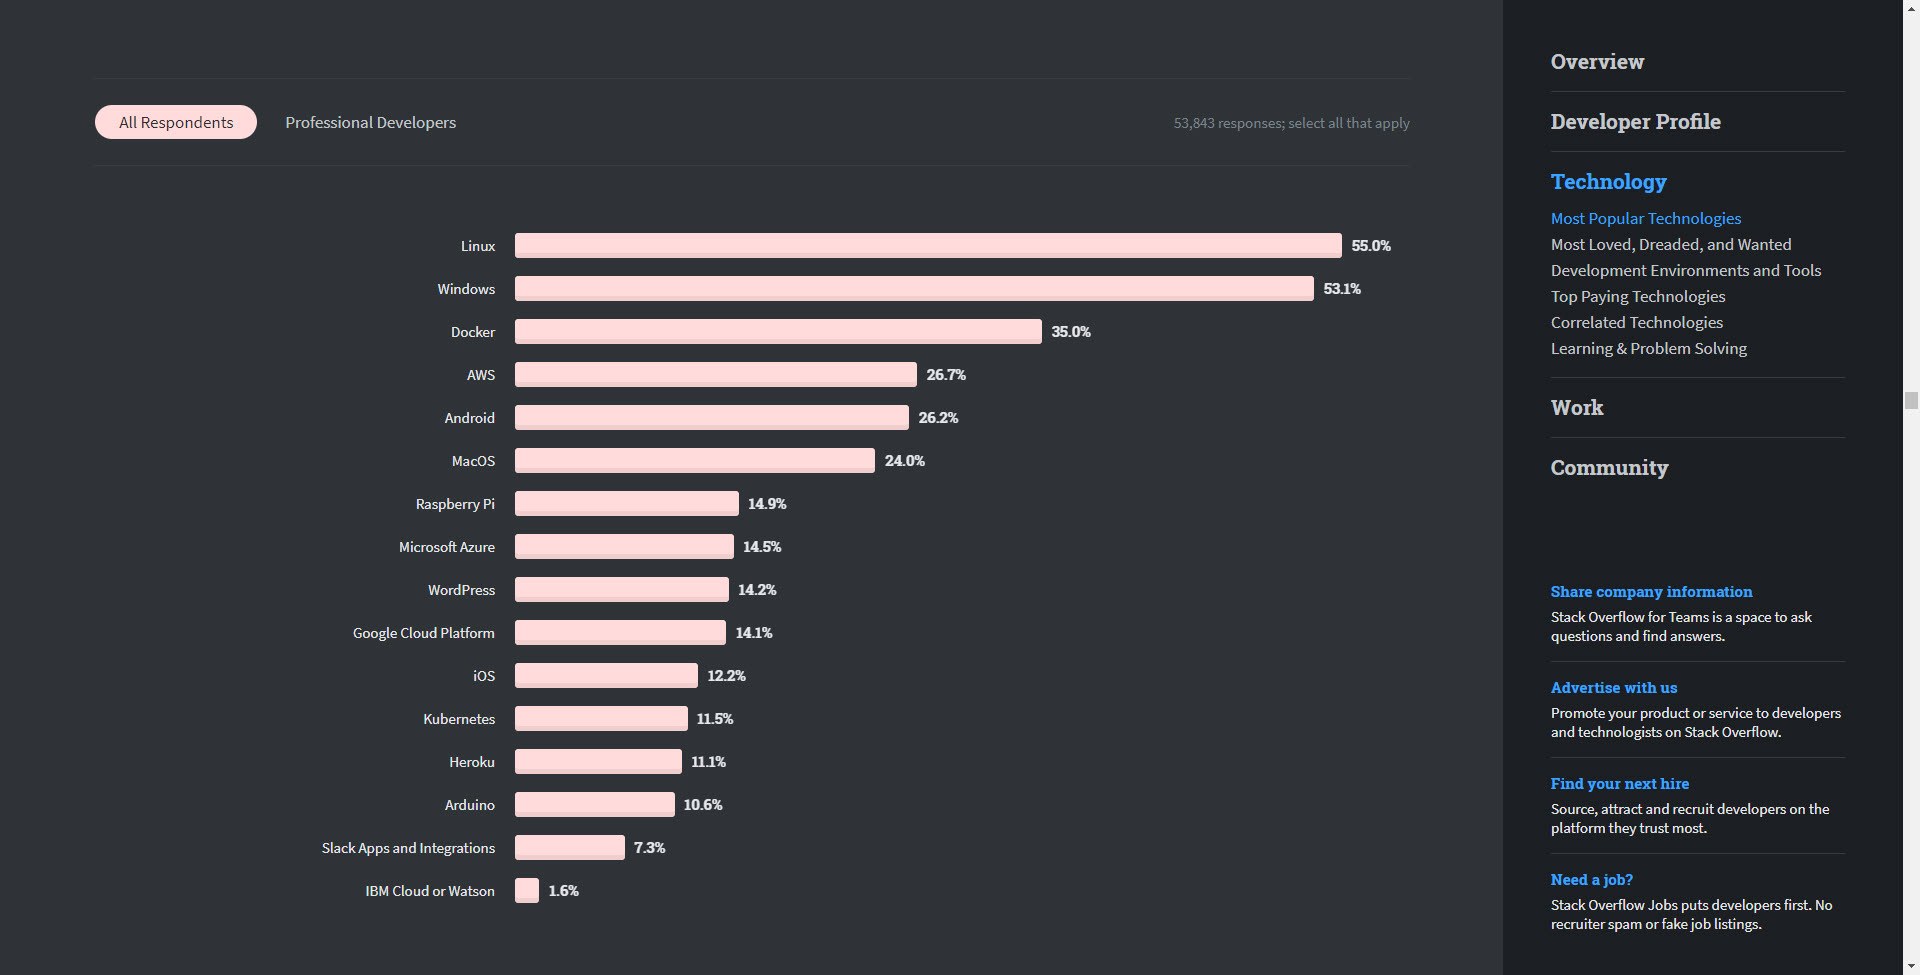 All Respondents
Professional Developers
53,843 responses; select all that apply
Linux 55.0%
Windows 53.1%
Docker 35.0%
AWS 26.7%
Android 26.2%
MacOS 24.0%
Raspberry Pi 14.9%
Microsoft Azure 14.5%
WordPress 14.2%
Google Cloud Platform 14.1%
iOS 12.2%
Kubernetes 11.5%
Heroku 11.1%
Arduino 10.6%
Slack Apps and Integrations 7.3%
IBM Cloud or Watson 1.6%
Overview
Developer Profile
Technology
Most Popular Technologies
Most Loved, Dreaded, and Wanted
Development Environments and Tools
Top Paying Technologies
Correlated Technologies
Learning & Problem Solving
Work
Community
Share company information
Stack Overflow for Teams is a space to ask
questions and find answers.
Advertise with us
Promote your product or service to developers
and technologists on Stack Overflow.
Find your next hire
Source, attract and recruit developers on the
platform they trust most.
Need a job?
Stack Overflow Jobs puts developers first. No
recruiter spam or fake job listings.